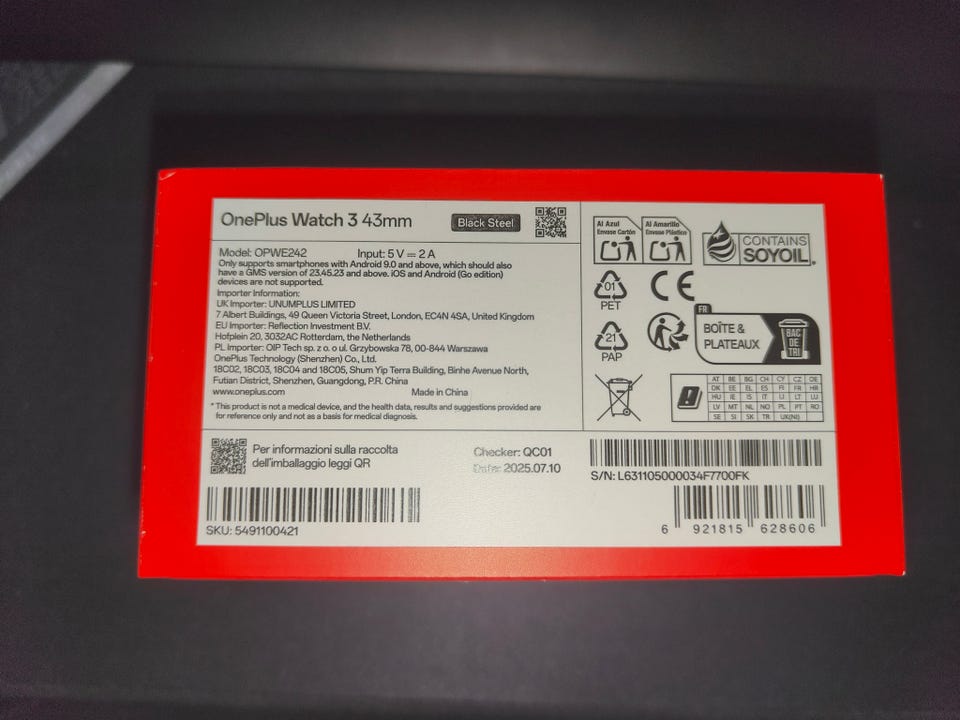 OnePlus Watch 3 43mm
Black Steel
Model: OPWE242 Input: 5 V ⎓ 2 A
Only supports smartphones with Android 9.0 and above, which should also
have a GMS version of 23.45.23 and above. iOS and Android (Go edition)
devices are not supported.
Importer Information:
UK Importer: UNUMPLUS LIMITED
7 Albert Buildings, 49 Queen Victoria Street, London, EC4N 4SA, United Kingdom
EU Importer: Reflection Investment B.V.
Hofplein 20, 3032AC Rotterdam, the Netherlands
PL Importer: OIP Tech sp. z o. o ul. Grzybowska 78, 00-844 Warszawa
OnePlus Technology (Shenzhen) Co., Ltd.
18C02, 18C03, 18C04 and 18C05, Shum Yip Terra Building, Binhe Avenue North,
Futian District, Shenzhen, Guangdong, P.R. China
www.oneplus.com Made in China
* This product is not a medical device, and the health data, results and suggestions provided are
for reference only and not as a basis for medical diagnosis.
Al Azul
Envase Cartón
Al Amarillo
Envase Plástico
CONTAINS
SOYOIL
01
PET
CE
21
PAP
FR
BOÎTE &
PLATEAUX
BAC
DE
TRI
AT BE BG CH CY CZ DE
DK EE EL ES FI FR HR
HU IE IS IT LI LT LU
LV MT NL NO PL PT RO
SE SI SK TR UK(NI)
Per informazioni sulla raccolta
dell'imballaggio leggi QR
Checker: QC01
Date: 2025.07.10
S/N: L631105000034F7700FK
SKU: 5491100421
6 921815 628606